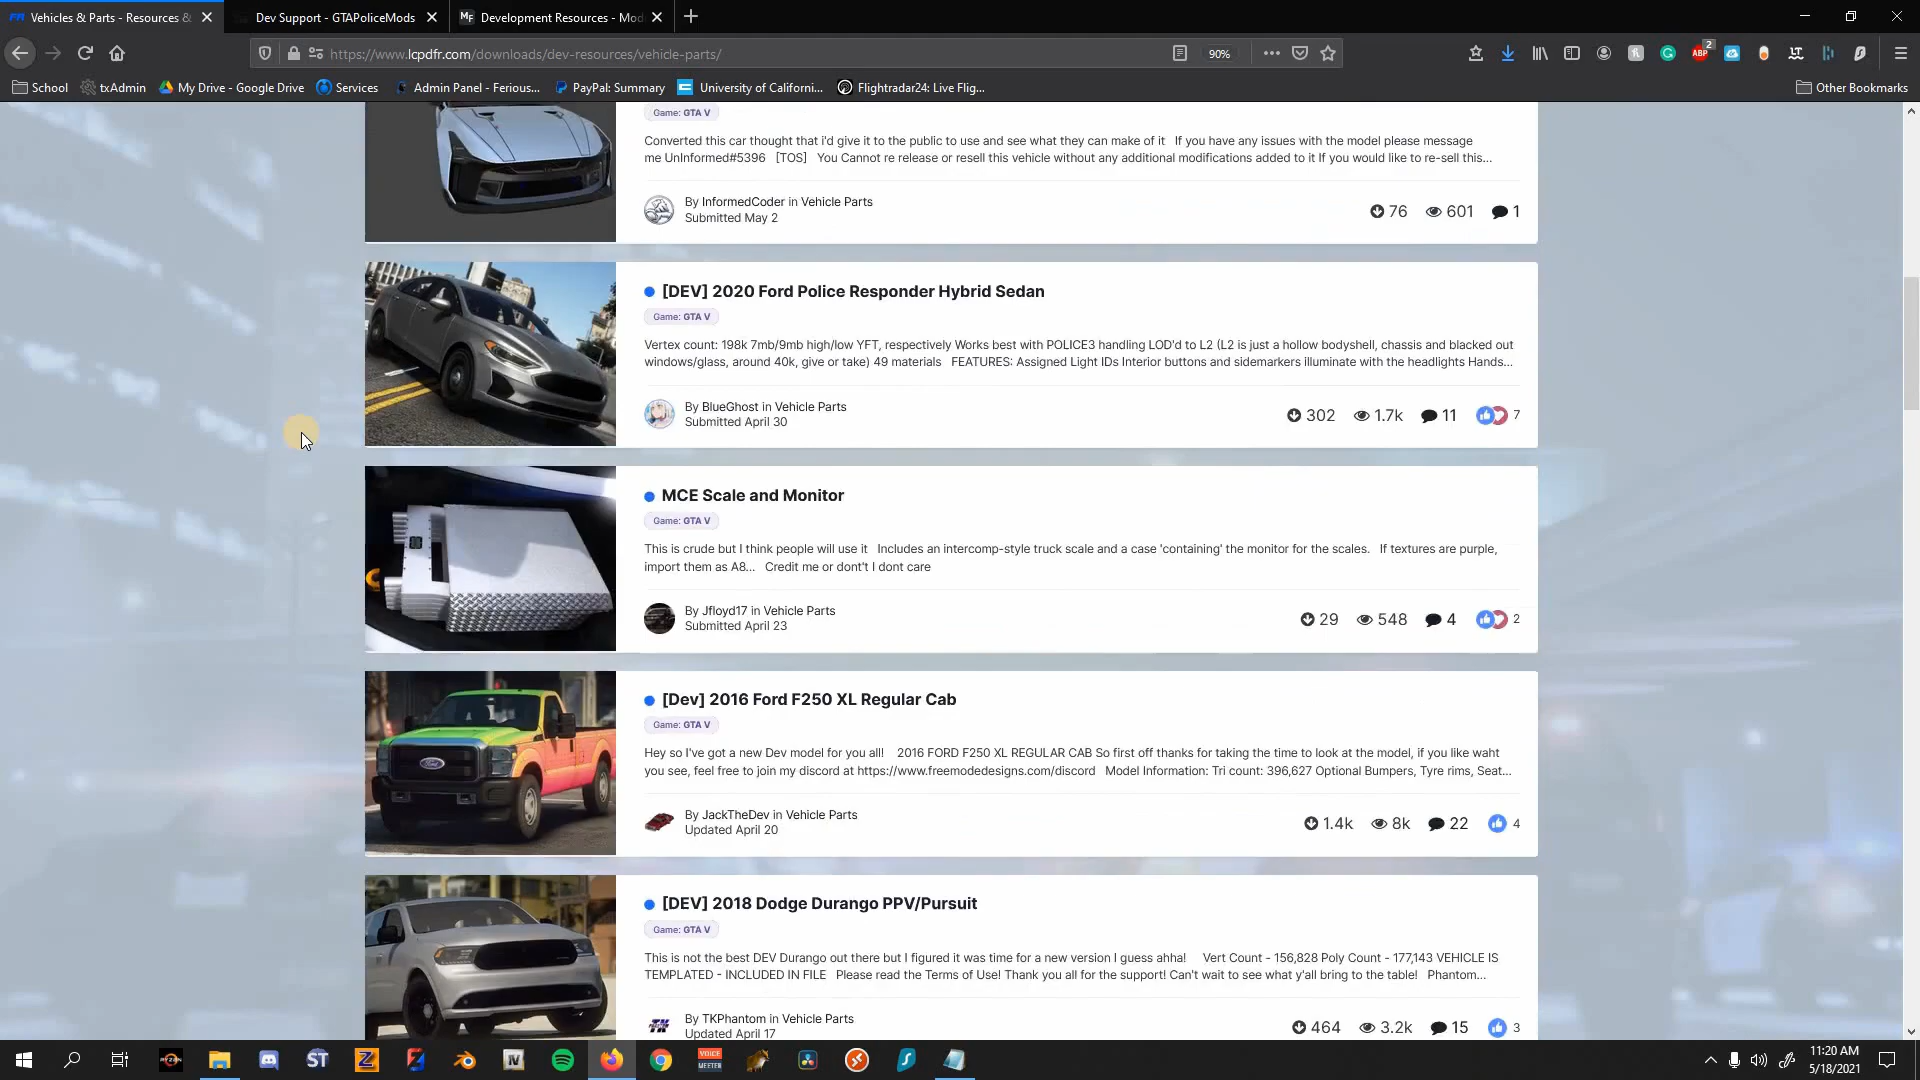 Vehicles & Parts - Resources &
Dev Support - GTAPoliceMods
MF Development Resources - Mod
https://www.lcpdfr.com/downloads/dev-resources/vehicle-parts/
90%
2
School
txAdmin
My Drive - Google Drive
Services
Admin Panel - Ferious...
PayPal: Summary
University of Californi...
Flightradar24: Live Flig...
Other Bookmarks
Game: GTA V
Converted this car thought that i'd give it to the public to use and see what they can make of it If you have any issues with the model please message
me UnInformed#5396 [TOS] You Cannot re release or resell this vehicle without any additional modifications added to it If you would like to re-sell this...
By InformedCoder in Vehicle Parts
Submitted May 2
76 601 1
[DEV] 2020 Ford Police Responder Hybrid Sedan
Game: GTA V
Vertex count: 198k 7mb/9mb high/low YFT, respectively Works best with POLICE3 handling LOD'd to L2 (L2 is just a hollow bodyshell, chassis and blacked out
windows/glass, around 40k, give or take) 49 materials FEATURES: Assigned Light IDs Interior buttons and sidemarkers illuminate with the headlights Hands...
By BlueGhost in Vehicle Parts
Submitted April 30
302 1.7k 11 7
MCE Scale and Monitor
Game: GTA V
This is crude but I think people will use it Includes an intercomp-style truck scale and a case 'containing' the monitor for the scales. If textures are purple,
import them as A8... Credit me or dont't I dont care
By Jfloyd17 in Vehicle Parts
Submitted April 23
29 548 4 2
[Dev] 2016 Ford F250 XL Regular Cab
Game: GTA V
Hey so I've got a new Dev model for you all! 2016 FORD F250 XL REGULAR CAB So first off thanks for taking the time to look at the model, if you like waht
you see, feel free to join my discord at https://www.freemodedesigns.com/discord Model Information: Tri count: 396,627 Optional Bumpers, Tyre rims, Seat...
By JackTheDev in Vehicle Parts
Updated April 20
1.4k 8k 22 4
[DEV] 2018 Dodge Durango PPV/Pursuit
Game: GTA V
This is not the best DEV Durango out there but I figured it was time for a new version I guess ahha! Vert Count - 156,828 Poly Count - 177,143 VEHICLE IS
TEMPLATED - INCLUDED IN FILE Please read the Terms of Use! Thank you all for the support! Can't wait to see what y'all bring to the table! Phantom...
By TKPhantom in Vehicle Parts
Updated April 17
464 3.2k 15 3
11:20 AM
5/18/2021